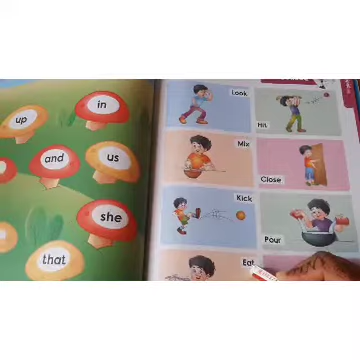 in
up
and
us
she
that
Look
Hit
Mix
Close
Kick
Pour
Eat